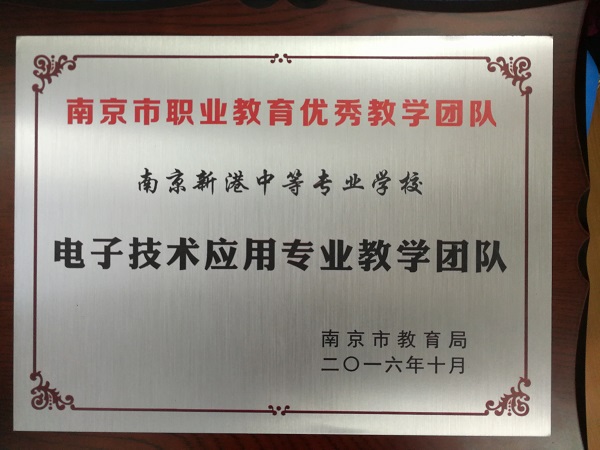 南京市职业教育优秀教学团队
南京新港中等专业学校
电子技术应用专业教学团队
南京市教育局
二〇一六年十月